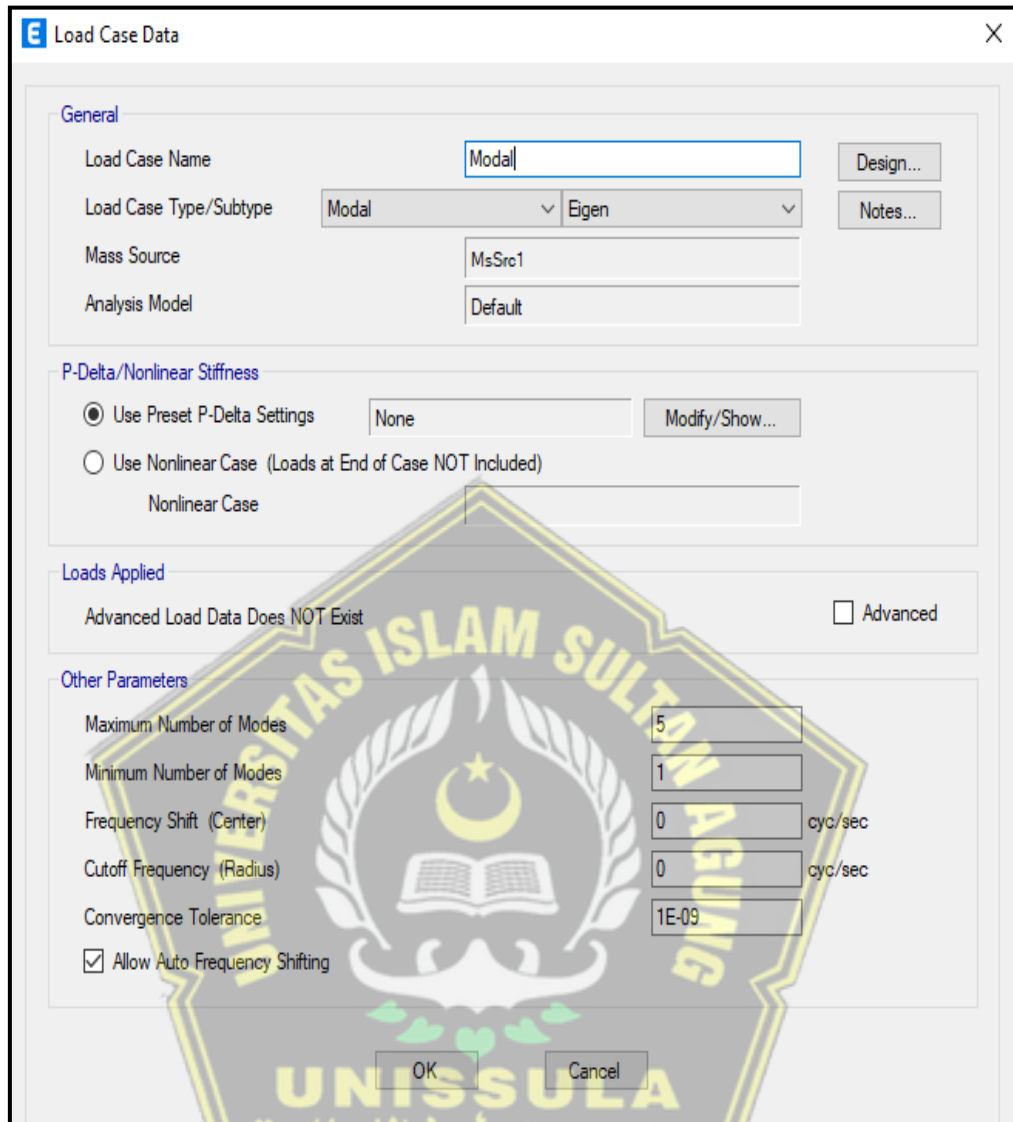 E Load Case Data
General
Load Case Name Modal Design...
Load Case Type/Subtype Modal Eigen Notes...
Mass Source MsSrc1
Analysis Model Default
P-Delta/Nonlinear Stiffness
Use Preset P-Delta Settings None Modify/Show...
Use Nonlinear Case (Loads at End of Case NOT Included)
Nonlinear Case
Loads Applied
Advanced Load Data Does NOT Exist Advanced
Other Parameters
Maximum Number of Modes 5
Minimum Number of Modes 1
Frequency Shift (Center) 0 cyc/sec
Cutoff Frequency (Radius) 0 cyc/sec
Convergence Tolerance 1E-09
Allow Auto Frequency Shifting
OK Cancel
UNIVERSITAS ISLAM SULTAN AGUNG
UNISSULA